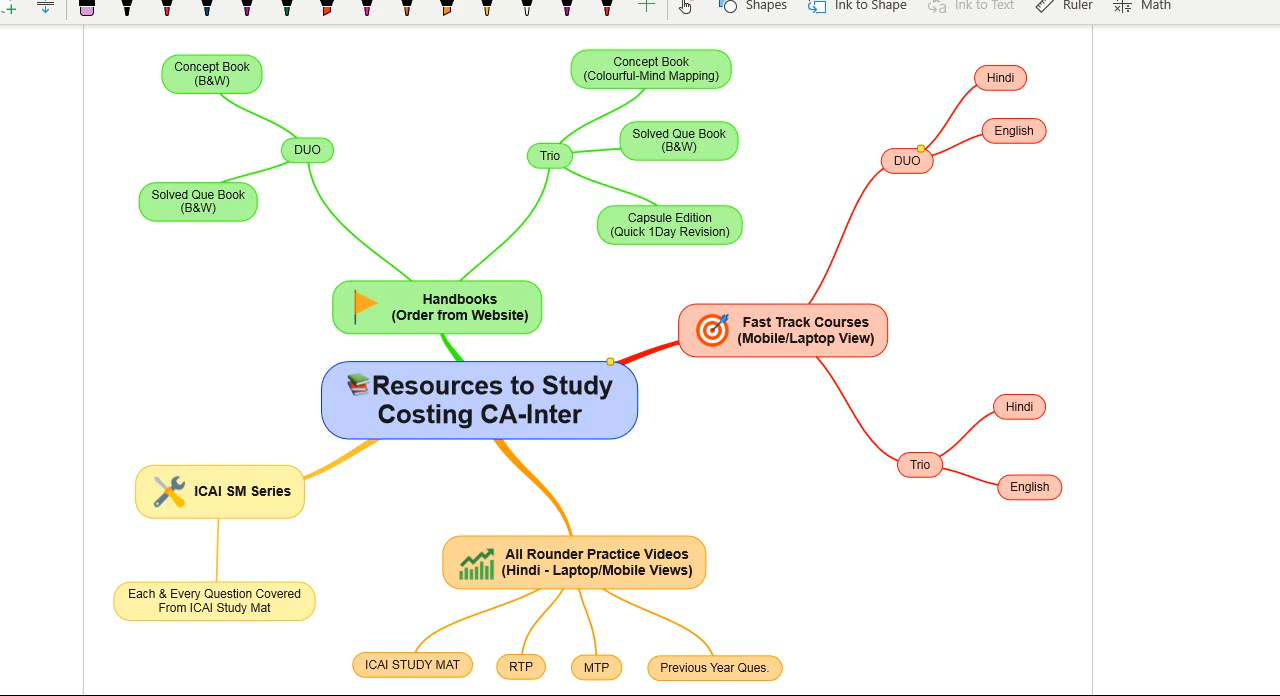 Shapes
Ink to Shape
Ink to Text
Ruler
Math
Concept Book
(B&W)
DUO
Solved Que Book
(B&W)
Concept Book
(Colourful-Mind Mapping)
Trio
Solved Que Book
(B&W)
Capsule Edition
(Quick 1Day Revision)
Handbooks
(Order from Website)
Hindi
English
DUO
Fast Track Courses
(Mobile/Laptop View)
Hindi
Trio
English
Resources to Study
Costing CA-Inter
ICAI SM Series
Each & Every Question Covered
From ICAI Study Mat
All Rounder Practice Videos
(Hindi - Laptop/Mobile Views)
ICAI STUDY MAT
RTP
MTP
Previous Year Ques.